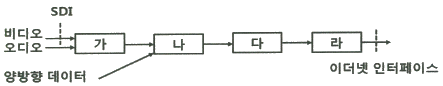 SDI
비디오
오디오
가 나 다 라
양방향 데이터
이더넷 인터페이스